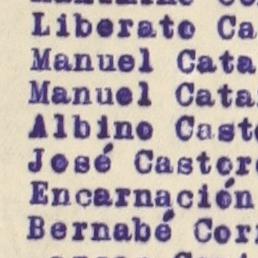 Liberato Ca
Manuel Cata
Manuel Cata
Albino Cast
José Castor
Encarnación
Bernabé Cor